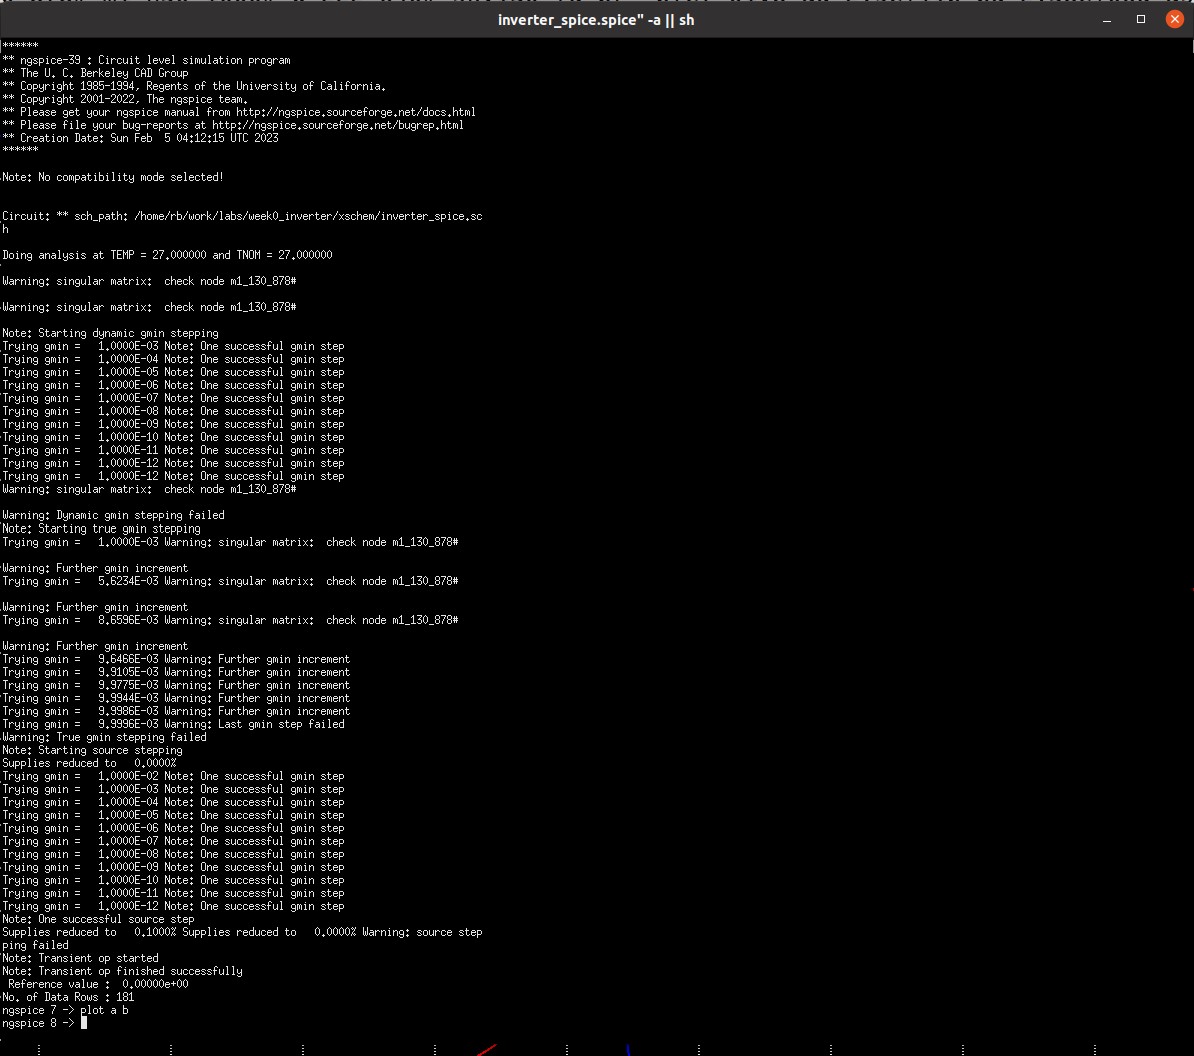 inverter_spice.spice" -a || sh
******
** ngspice-39 : Circuit level simulation program
** The U. C. Berkeley CAD Group
** Copyright 1985-1994, Regents of the University of California.
** Copyright 2001-2022, The ngspice team.
** Please get your ngspice manual from http://ngspice.sourceforge.net/docs.html
** Please file your bug-reports at http://ngspice.sourceforge.net/bugrep.html
** Creation Date: Sun Feb  5 04:12:15 UTC 2023
******
Note: No compatibility mode selected!
Circuit: ** sch_path: /home/rb/work/labs/week0_inverter/xschem/inverter_spice.sc
h
Doing analysis at TEMP = 27.000000 and TNOM = 27.000000
Warning: singular matrix:  check node m1_130_878#
Warning: singular matrix:  check node m1_130_878#
Note: Starting dynamic gmin stepping
Trying gmin =   1.0000E-03 Note: One successful gmin step
Trying gmin =   1.0000E-04 Note: One successful gmin step
Trying gmin =   1.0000E-05 Note: One successful gmin step
Trying gmin =   1.0000E-06 Note: One successful gmin step
Trying gmin =   1.0000E-07 Note: One successful gmin step
Trying gmin =   1.0000E-08 Note: One successful gmin step
Trying gmin =   1.0000E-09 Note: One successful gmin step
Trying gmin =   1.0000E-10 Note: One successful gmin step
Trying gmin =   1.0000E-11 Note: One successful gmin step
Trying gmin =   1.0000E-12 Note: One successful gmin step
Trying gmin =   1.0000E-12 Note: One successful gmin step
Warning: singular matrix:  check node m1_130_878#
Warning: Dynamic gmin stepping failed
Note: Starting true gmin stepping
Trying gmin =   1.0000E-03 Warning: singular matrix:  check node m1_130_878#
Warning: Further gmin increment
Trying gmin =   5.6234E-03 Warning: singular matrix:  check node m1_130_878#
Warning: Further gmin increment
Trying gmin =   8.6596E-03 Warning: singular matrix:  check node m1_130_878#
Warning: Further gmin increment
Trying gmin =   9.6466E-03 Warning: Further gmin increment
Trying gmin =   9.9105E-03 Warning: Further gmin increment
Trying gmin =   9.9775E-03 Warning: Further gmin increment
Trying gmin =   9.9944E-03 Warning: Further gmin increment
Trying gmin =   9.9986E-03 Warning: Further gmin increment
Trying gmin =   9.9996E-03 Warning: Last gmin step failed
Warning: True gmin stepping failed
Note: Starting source stepping
Supplies reduced to   0.0000%
Trying gmin =   1.0000E-02 Note: One successful gmin step
Trying gmin =   1.0000E-03 Note: One successful gmin step
Trying gmin =   1.0000E-04 Note: One successful gmin step
Trying gmin =   1.0000E-05 Note: One successful gmin step
Trying gmin =   1.0000E-06 Note: One successful gmin step
Trying gmin =   1.0000E-07 Note: One successful gmin step
Trying gmin =   1.0000E-08 Note: One successful gmin step
Trying gmin =   1.0000E-09 Note: One successful gmin step
Trying gmin =   1.0000E-10 Note: One successful gmin step
Trying gmin =   1.0000E-11 Note: One successful gmin step
Trying gmin =   1.0000E-12 Note: One successful gmin step
Note: One successful source step
Supplies reduced to   0.1000% Supplies reduced to   0.0000% Warning: source step
ping failed
Note: Transient op started
Note: Transient op finished successfully
 Reference value :  0.00000e+00
No. of Data Rows : 181
ngspice 7 -> plot a b
ngspice 8 ->